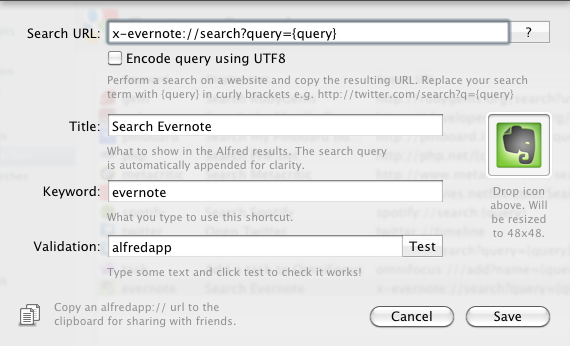 Search URL: x-evernote://search?query={query} ?
Encode query using UTF8
Perform a search on a website and copy the resulting URL. Replace your search
term with {query} in curly brackets e.g. http://twitter.com/search?q={query}
Title: Search Evernote
What to show in the Alfred results. The search query
is automatically appended for clarity.
Keyword: evernote
What you type to use this shortcut.
Drop icon
above. Will
be resized
to 48x48.
Validation: alfredapp Test
Type some text and click test to check it works!
Copy an alfredapp:// url to the
clipboard for sharing with friends.
Cancel Save